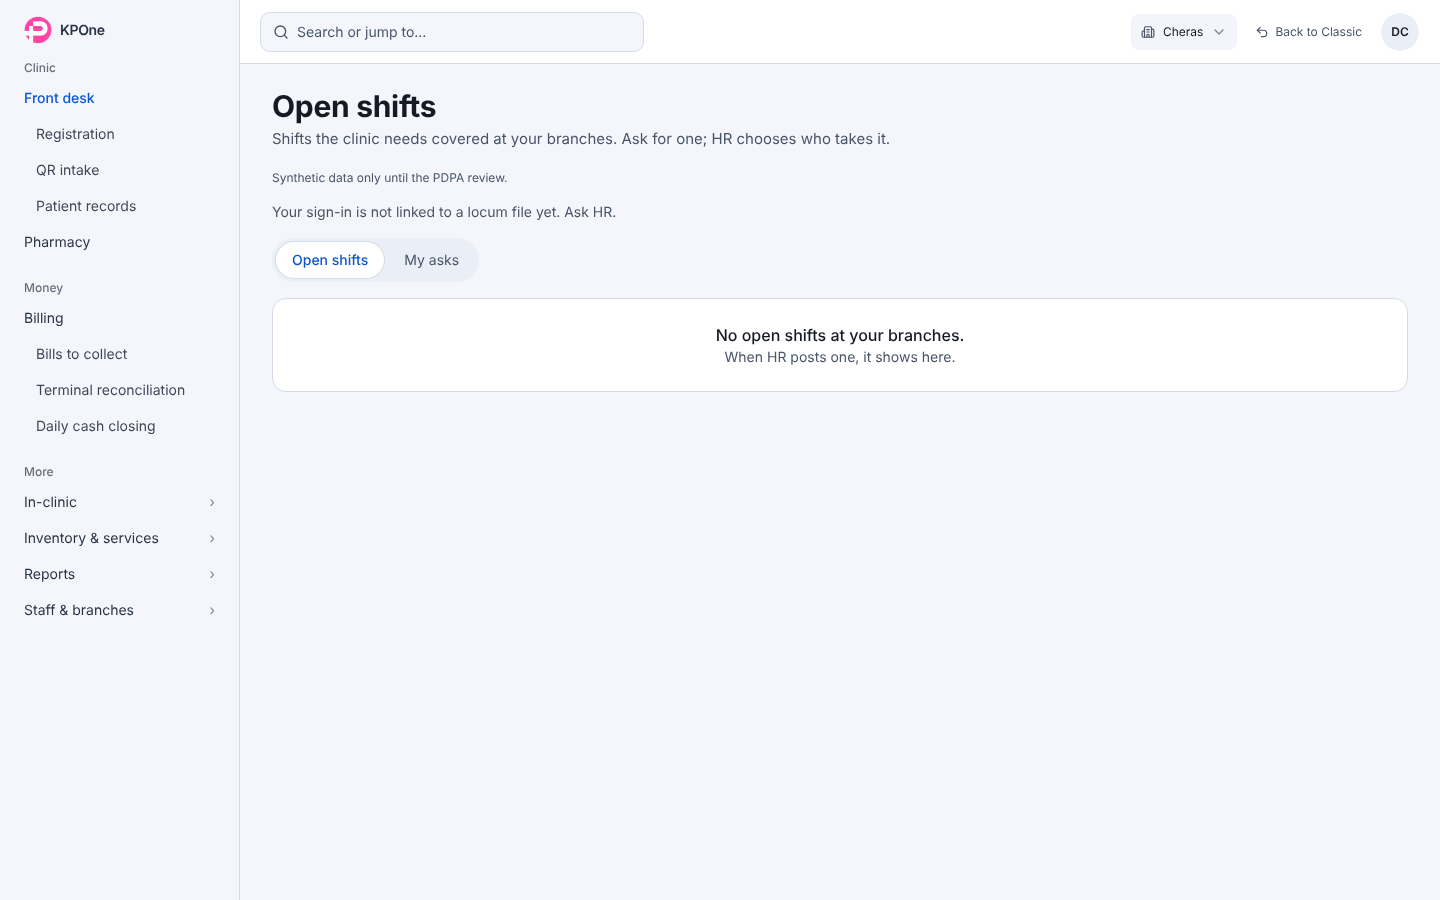 KPOne
Clinic
Front desk
Registration
QR intake
Patient records
Pharmacy
Money
Billing
Bills to collect
Terminal reconciliation
Daily cash closing
More
In-clinic
Inventory & services
Reports
Staff & branches
Search or jump to...
Cheras
Back to Classic
DC
Open shifts
Shifts the clinic needs covered at your branches. Ask for one; HR chooses who takes it.
Synthetic data only until the PDPA review.
Your sign-in is not linked to a locum file yet. Ask HR.
Open shifts
My asks
No open shifts at your branches.
When HR posts one, it shows here.